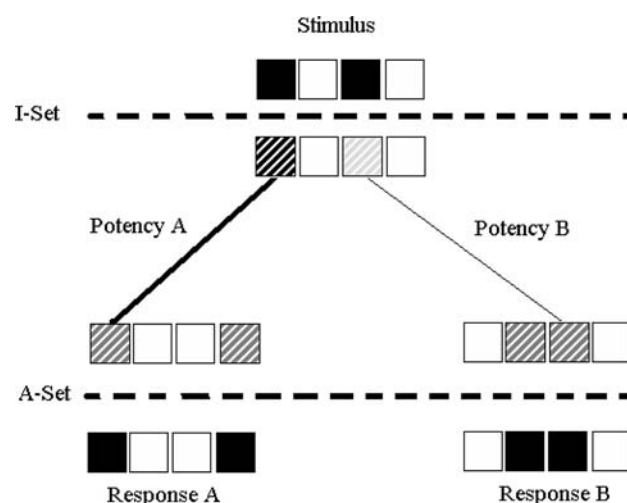 Stimulus
I-Set
Potency A
Potency B
A-Set
Response A
Response B